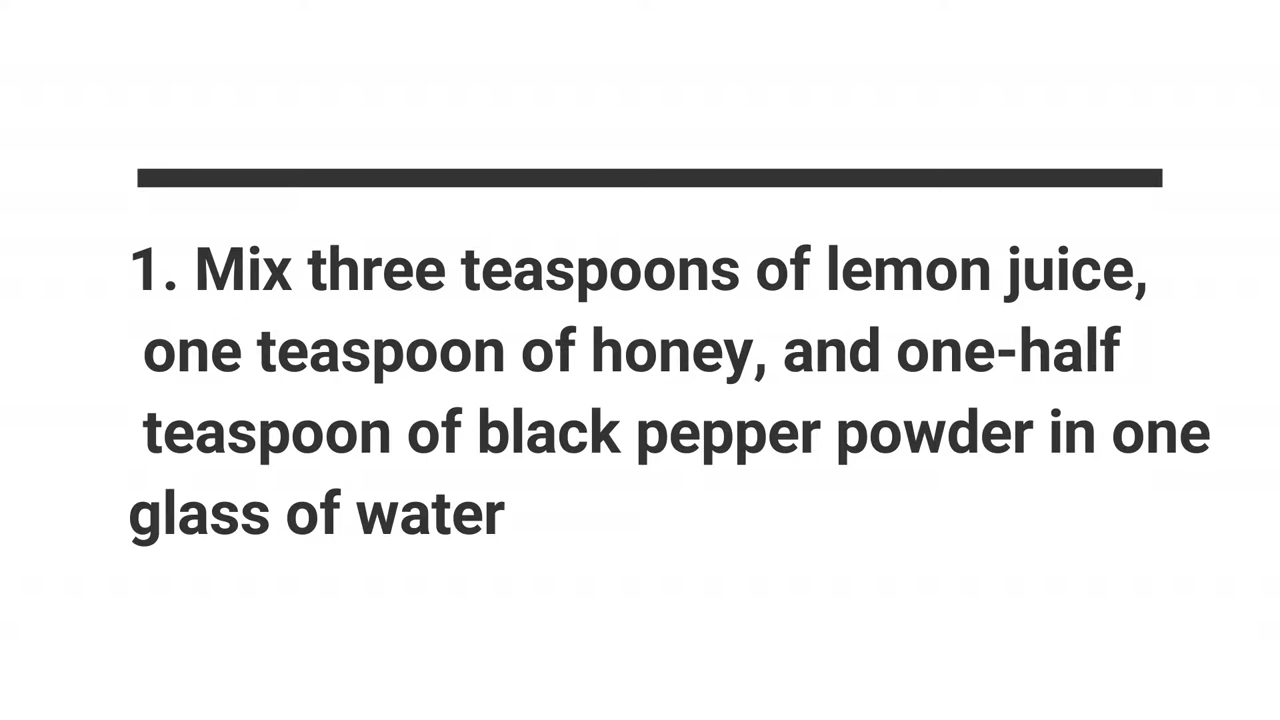 1. Mix three teaspoons of lemon juice,
one teaspoon of honey, and one-half
teaspoon of black pepper powder in one
glass of water